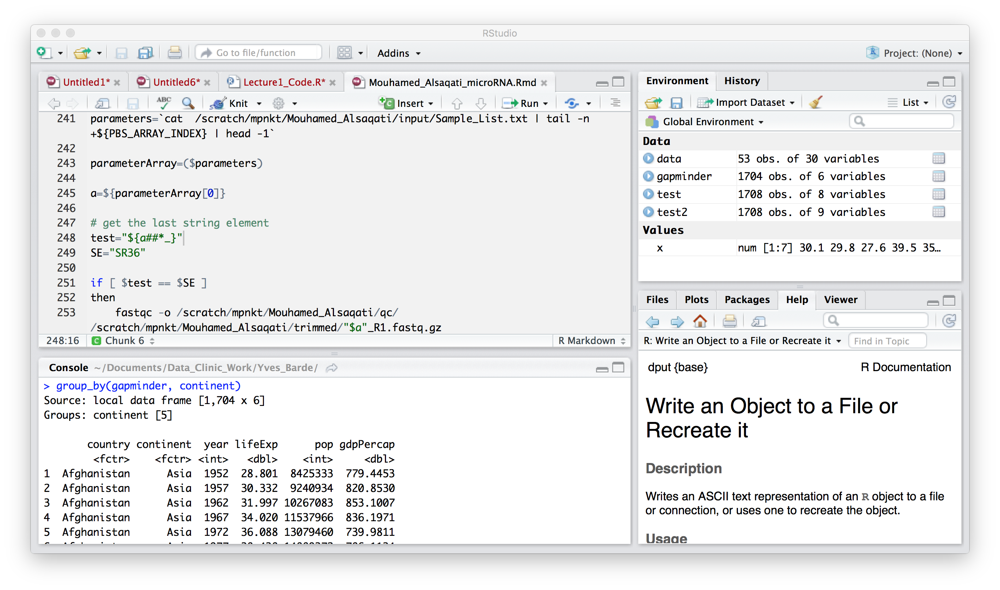 RStudio
Go to file/function
Addins
Project: (None)
Untitled1*
Untitled6*
Lecture1_Code.R*
Mouhamed_Alsaqati_microRNA.Rmd
ABC
Knit
Insert
Run
241 parameters=`cat  /scratch/mpnkt/Mouhamed_Alsaqati/input/Sample_List.txt | tail -n
+${PBS_ARRAY_INDEX} | head -1`
242
243 parameterArray=($parameters)
244
245 a=${parameterArray[0]}
246
247 # get the last string element
248 test="${a##*_}"
249 SE="SR36"
250
251 if [ $test == $SE ]
252 then
253     fastqc -o /scratch/mpnkt/Mouhamed_Alsaqati/qc/
/scratch/mpnkt/Mouhamed_Alsaqati/trimmed/"$a"_R1.fastq.gz
248:16
C Chunk 6
R Markdown
Console ~/Documents/Data_Clinic_Work/Yves_Barde/
> group_by(gapminder, continent)
Source: local data frame [1,704 x 6]
Groups: continent [5]
country continent year lifeExp pop gdpPercap
<fctr> <fctr> <int> <dbl> <int> <dbl>
1 Afghanistan Asia 1952 28.801 8425333 779.4453
2 Afghanistan Asia 1957 30.332 9240934 820.8530
3 Afghanistan Asia 1962 31.997 10267083 853.1007
4 Afghanistan Asia 1967 34.020 11537966 836.1971
5 Afghanistan Asia 1972 36.088 13079460 739.9811
Environment
History
Import Dataset
List
Global Environment
Data
data 53 obs. of 30 variables
gapminder 1704 obs. of 6 variables
test 1708 obs. of 8 variables
test2 1708 obs. of 9 variables
Values
x num [1:7] 30.1 29.8 27.6 39.5 35…
Files
Plots
Packages
Help
Viewer
R: Write an Object to a File or Recreate it
Find in Topic
dput {base}
R Documentation
Write an Object to a File or
Recreate it
Description
Writes an ASCII text representation of an R object to a file
or connection, or uses one to recreate the object.
Usage